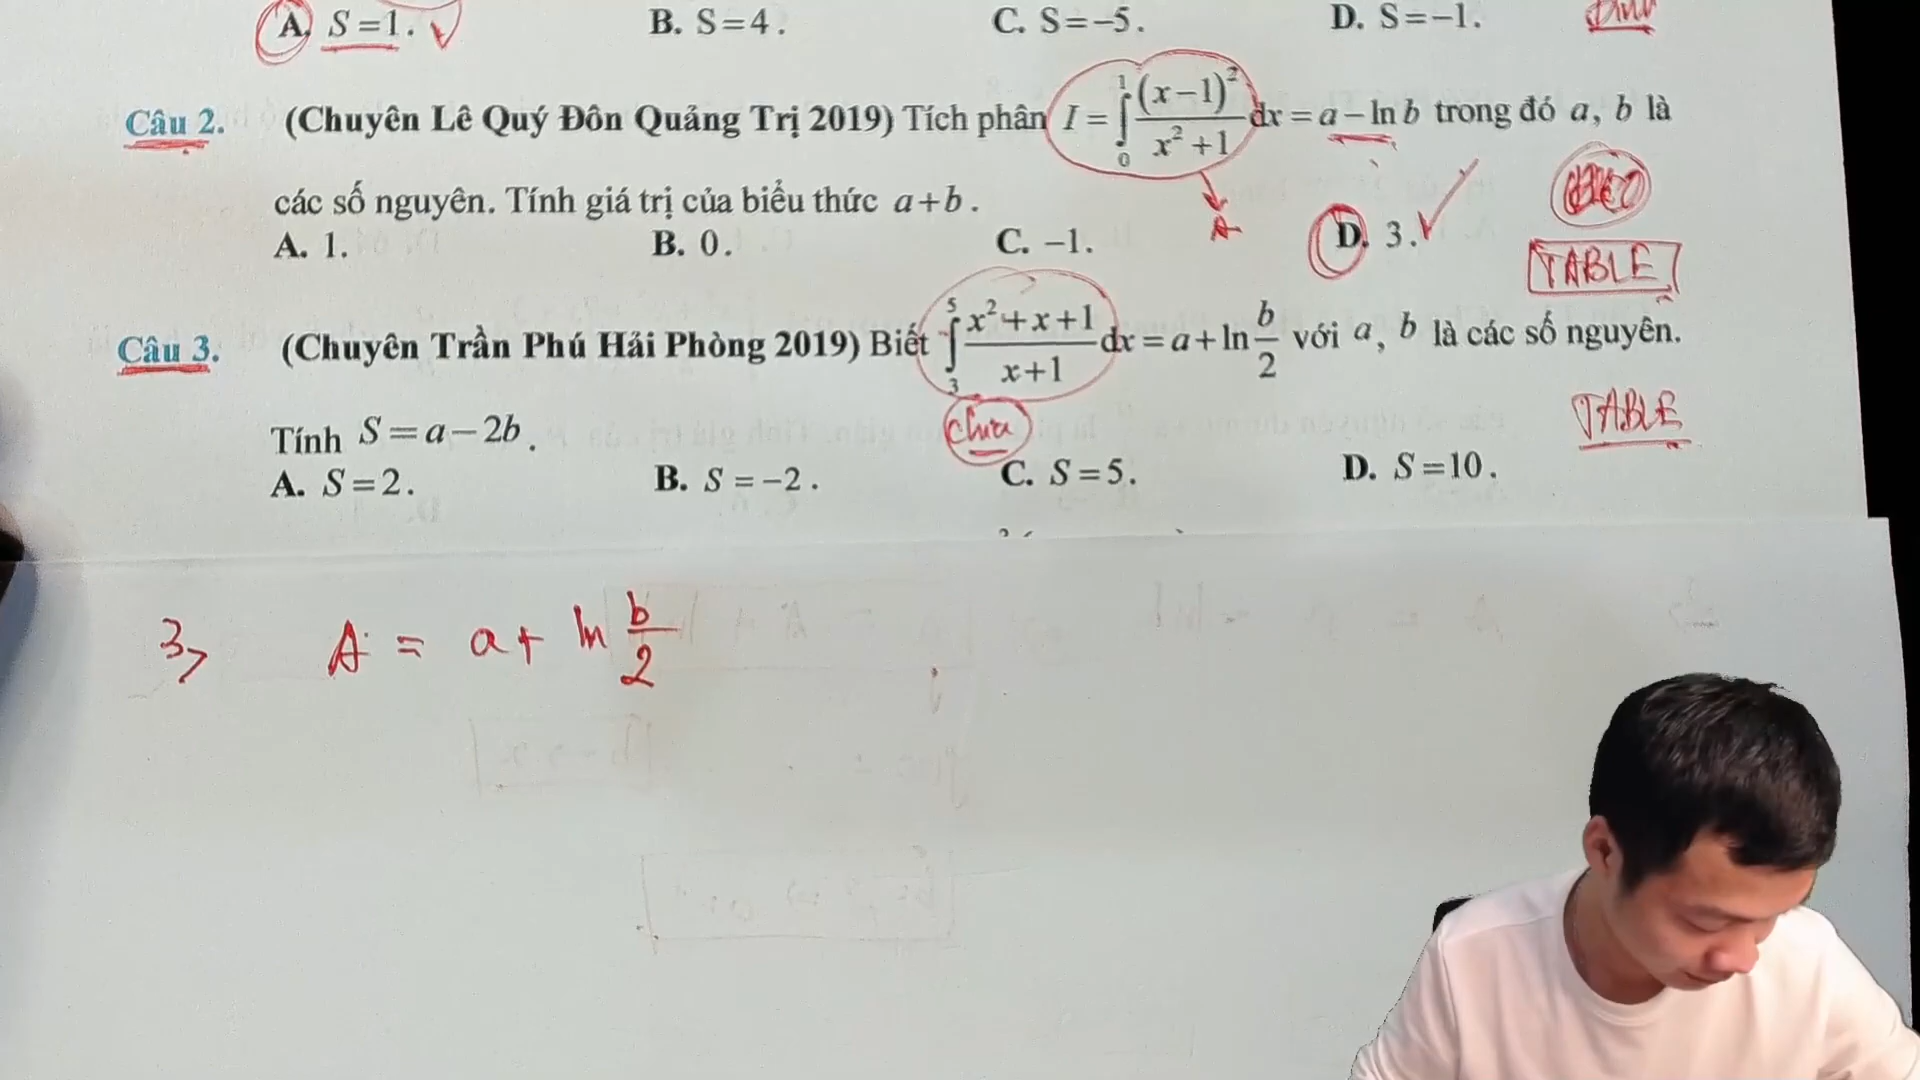 A. S = 1.
B. S = 4.
C. S = −5.
D. S = −1.
Câu 2. (Chuyên Lê Quý Đôn Quảng Trị 2019) Tích phân I = ∫₀¹ (x−1)²/(x²+1) dx = a − ln b trong đó a, b là
các số nguyên. Tính giá trị của biểu thức a + b.
A
A. 1.
B. 0.
C. −1.
D. 3.
TABLE
Câu 3. (Chuyên Trần Phú Hải Phòng 2019) Biết ∫₃⁵ (x²+x+1)/(x+1) dx = a + ln b/2 với a, b là các số nguyên.
TABLE
Tính S = a − 2b.
A. S = 2.
B. S = −2.
C. S = 5.
D. S = 10.
3, A = a + ln b/2